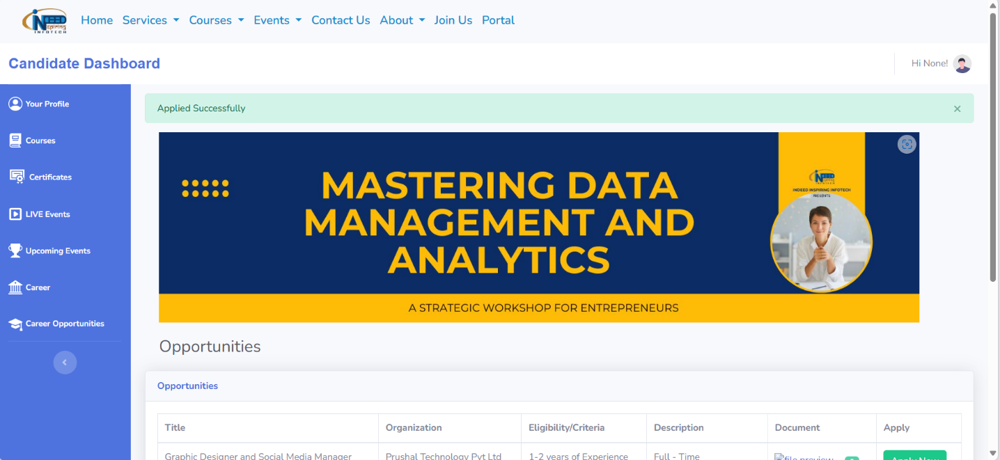 iNEED
nspiring
INFOTECH
Home Services Courses Events Contact Us About Join Us Portal
Candidate Dashboard
Hi None!
Your Profile
Courses
Certificates
LIVE Events
Upcoming Events
Career
Career Opportunities
Applied Successfully
×
MASTERING DATA
MANAGEMENT AND
ANALYTICS
INDEED INSPIRING INFOTECH
PRESENTS
A STRATEGIC WORKSHOP FOR ENTREPRENEURS
Opportunities
Opportunities
Title Organization Eligibility/Criteria Description Document Apply
Graphic Designer and Social Media Manager Prushal Technology Pvt Ltd 1-2 years of Experience Full - Time file preview Apply Now